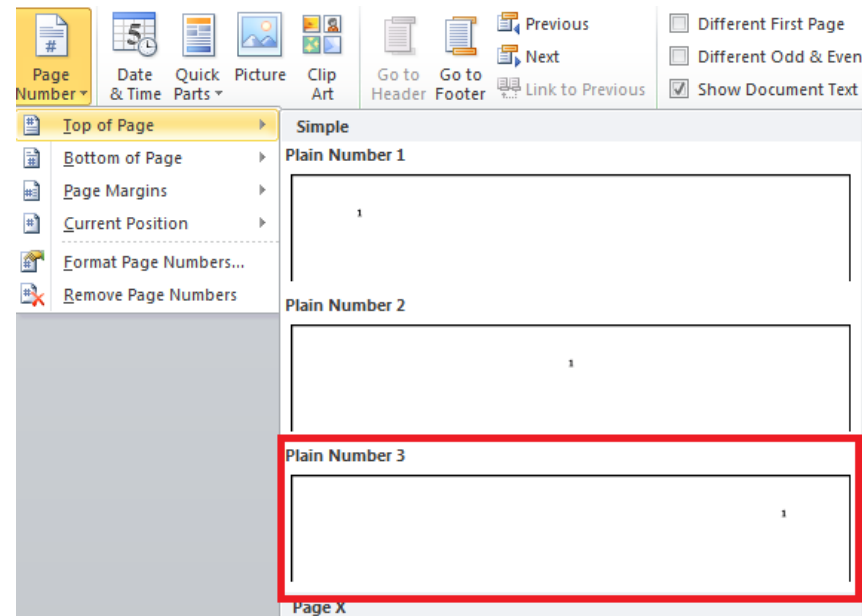 Page Number
Date & Time
Quick Parts
Picture
Clip Art
Go to Header
Go to Footer
Previous
Next
Link to Previous
Different First Page
Different Odd & Even
Show Document Text
Top of Page
Bottom of Page
Page Margins
Current Position
Format Page Numbers...
Remove Page Numbers
Simple
Plain Number 1
1
Plain Number 2
1
Plain Number 3
1
Page X